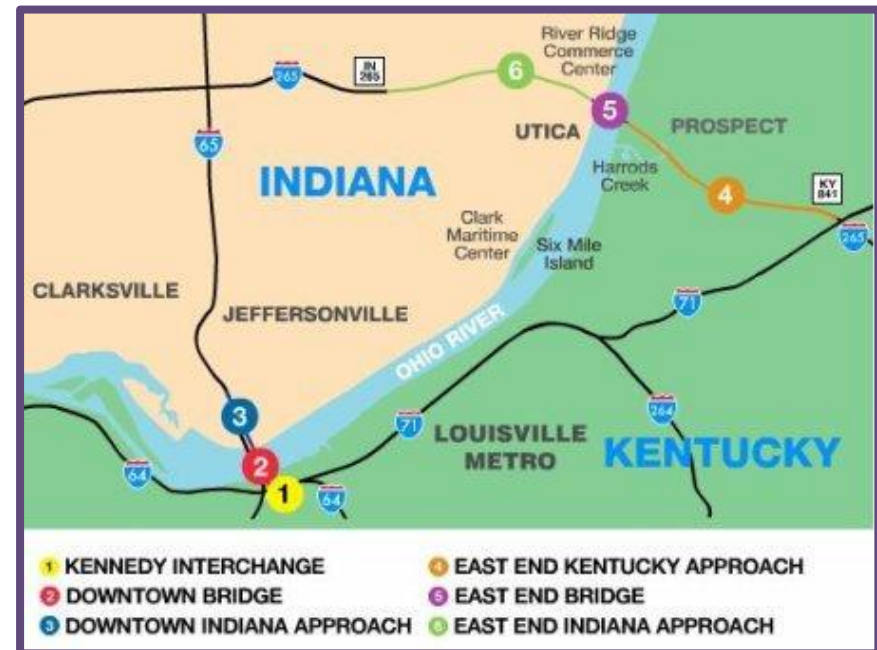 River Ridge
Commerce
Center
IN
265
265
6
5
UTICA
PROSPECT
65
INDIANA
Harrods
Creek
4
KY
841
265
Clark
Maritime
Center
Six Mile
Island
CLARKSVILLE
JEFFERSONVILLE
71
OHIO RIVER
3
71
264
LOUISVILLE
METRO
KENTUCKY
64
2
1
64
1 KENNEDY INTERCHANGE
2 DOWNTOWN BRIDGE
3 DOWNTOWN INDIANA APPROACH
4 EAST END KENTUCKY APPROACH
5 EAST END BRIDGE
6 EAST END INDIANA APPROACH